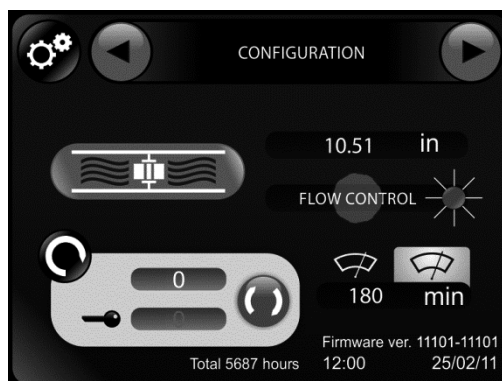 CONFIGURATION
10.51 in
FLOW CONTROL
0
0
180 min
Firmware ver. 11101-11101
Total 5687 hours 12:00 25/02/11